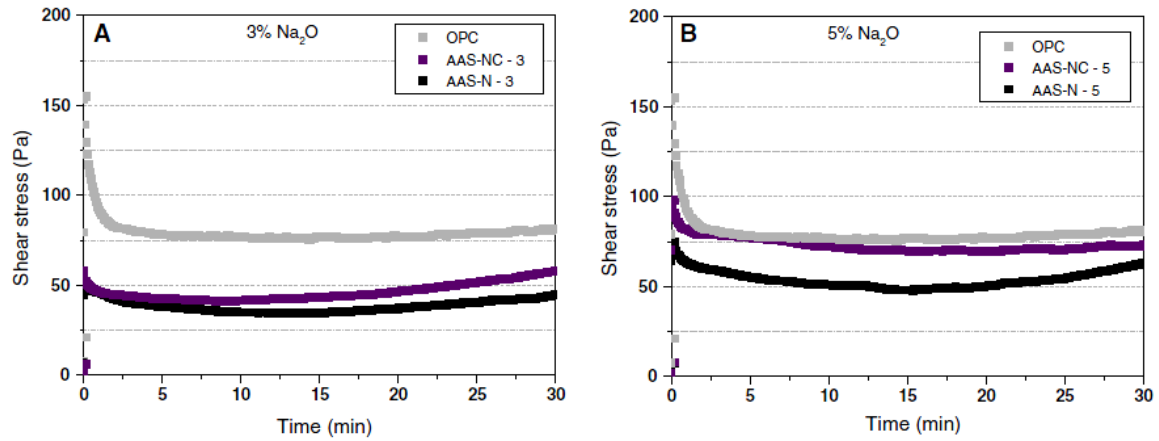 A
3% Na₂O
OPC
AAS-NC - 3
AAS-N - 3
200
150
100
50
0
Shear stress (Pa)
0 5 10 15 20 25 30
Time (min)
B
5% Na₂O
OPC
AAS-NC - 5
AAS-N - 5
200
150
100
50
0
Shear stress (Pa)
0 5 10 15 20 25 30
Time (min)